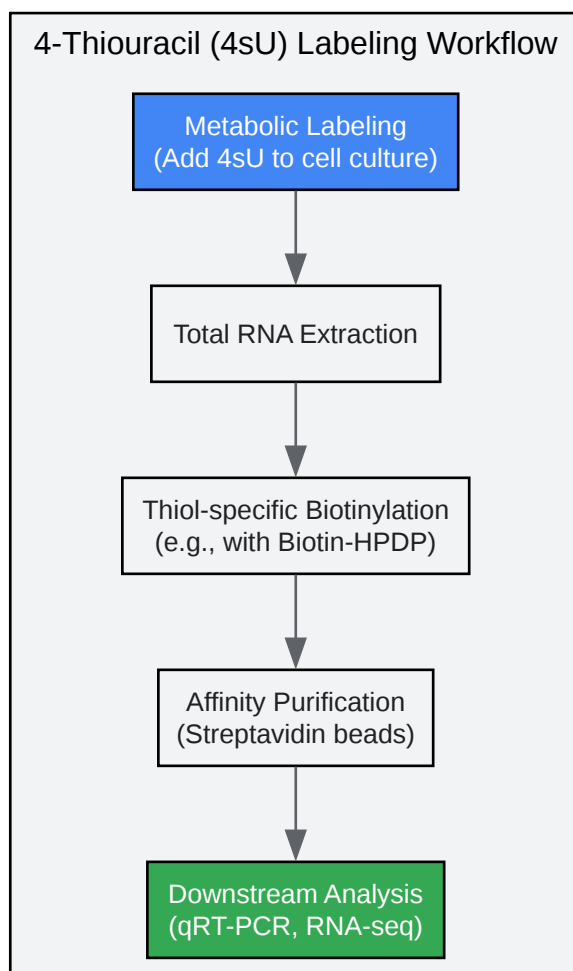 4-Thiouracil (4sU) Labeling Workflow
Metabolic Labeling
(Add 4sU to cell culture)
Total RNA Extraction
Thiol-specific Biotinylation
(e.g., with Biotin-HPDP)
Affinity Purification
(Streptavidin beads)
Downstream Analysis
(qRT-PCR, RNA-seq)